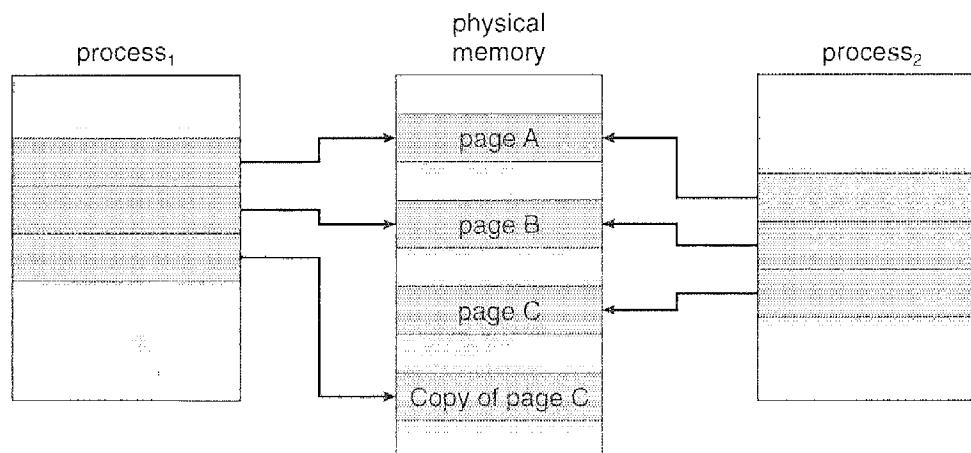 process₁
physical
memory
process₂
page A
page B
page C
Copy of page C